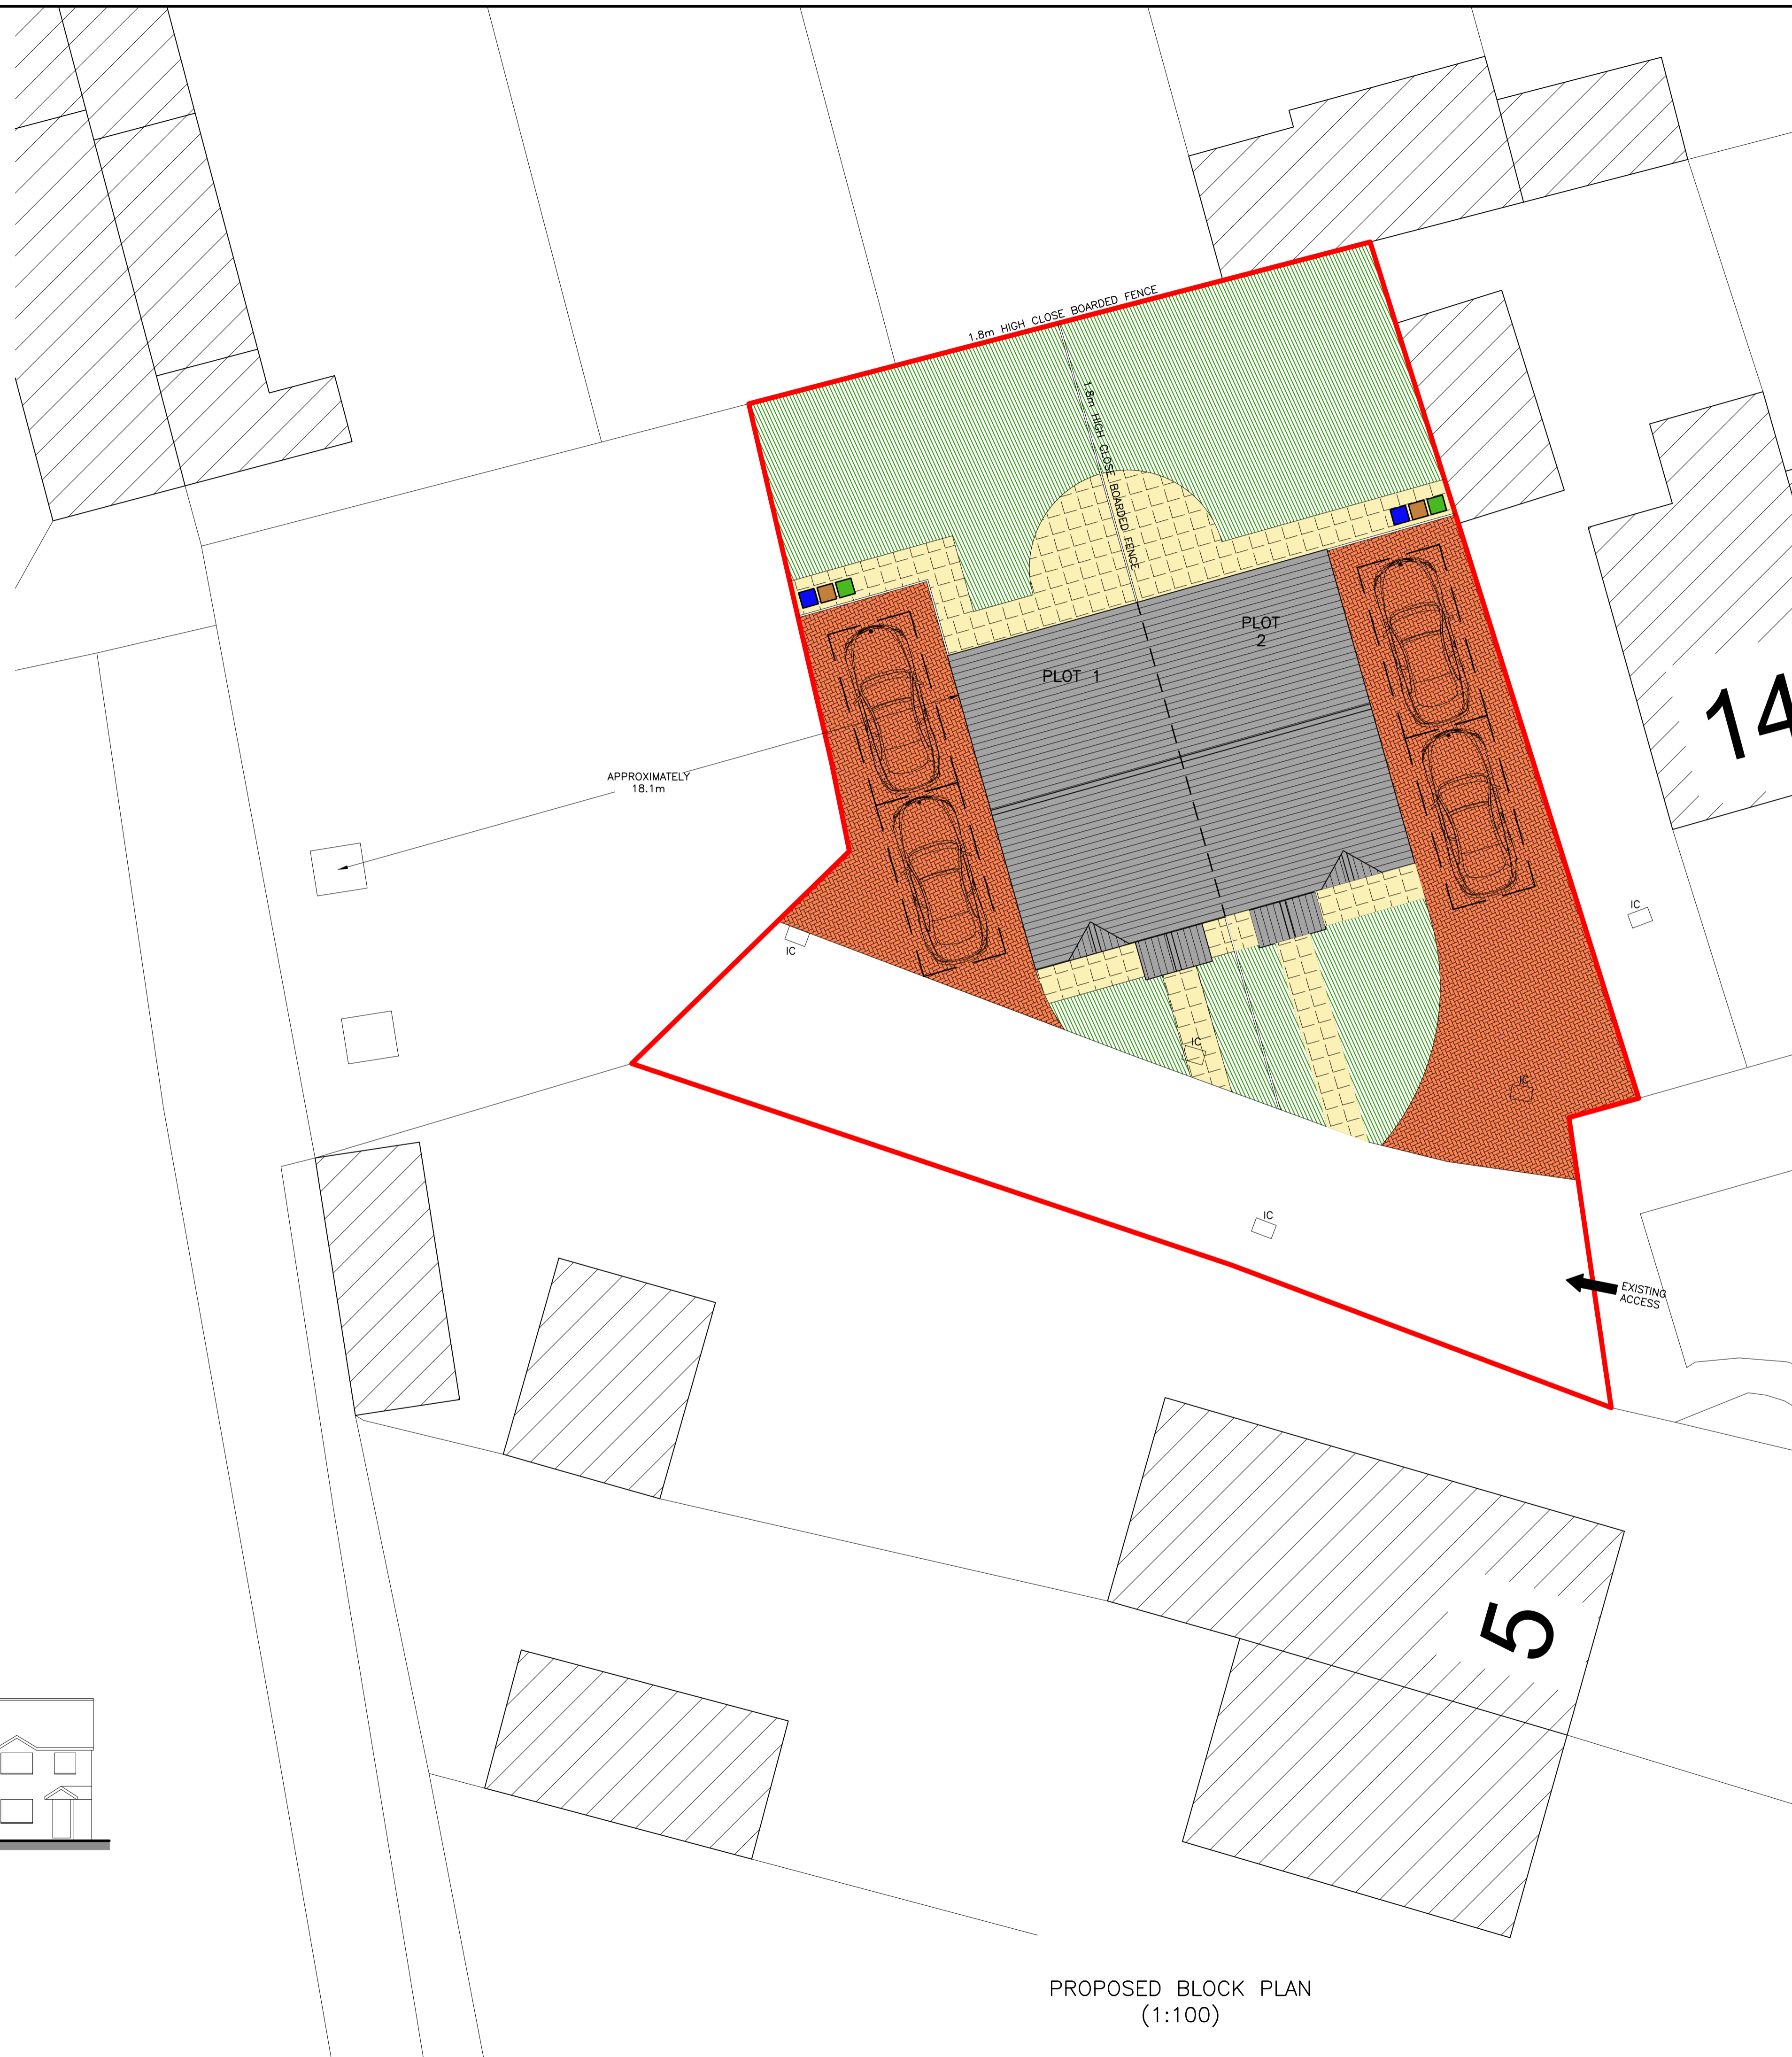 1.8m HIGH CLOSE BOARDED FENCE
1.8m HIGH CLOSE BOARDED FENCE
PLOT
2
PLOT 1
14
APPROXIMATELY
18.1m
IC
IC
IC
IC
IC
EXISTING
ACCESS
5
PROPOSED BLOCK PLAN
(1:100)